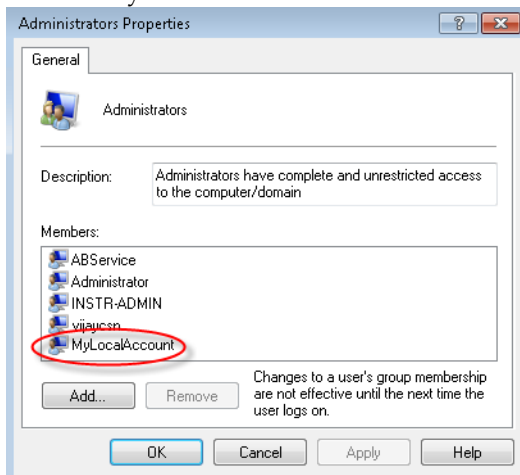 Administrators Properties
General
Administrators
Description:
Administrators have complete and unrestricted access
to the computer/domain
Members:
ABService
Administrator
INSTR-ADMIN
vijaycsn
MyLocalAccount
Add...
Remove
Changes to a user's group membership
are not effective until the next time the
user logs on.
OK
Cancel
Apply
Help